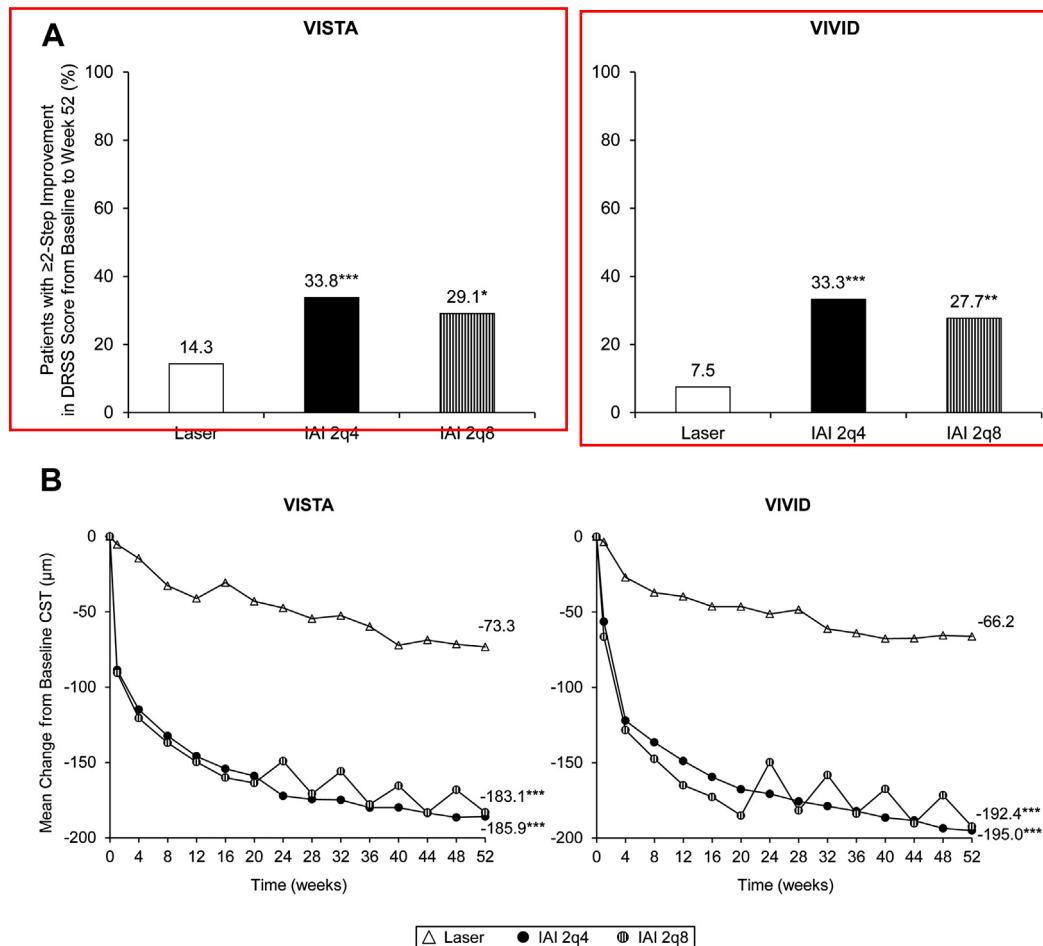 A
VISTA
VIVID
Patients with ≥2-Step Improvement
in DRSS Score from Baseline to Week 52 (%)
100
80
60
40
20
0
14.3
33.8***
29.1*
Laser
IAI 2q4
IAI 2q8
100
80
60
40
20
0
7.5
33.3***
27.7**
Laser
IAI 2q4
IAI 2q8
B
VISTA
VIVID
Mean Change from Baseline CST (µm)
0
-50
-100
-150
-200
-73.3
-183.1***
-185.9***
0 4 8 12 16 20 24 28 32 36 40 44 48 52
Time (weeks)
0
-50
-100
-150
-200
-66.2
-192.4***
-195.0***
0 4 8 12 16 20 24 28 32 36 40 44 48 52
Time (weeks)
Laser IAI 2q4 IAI 2q8